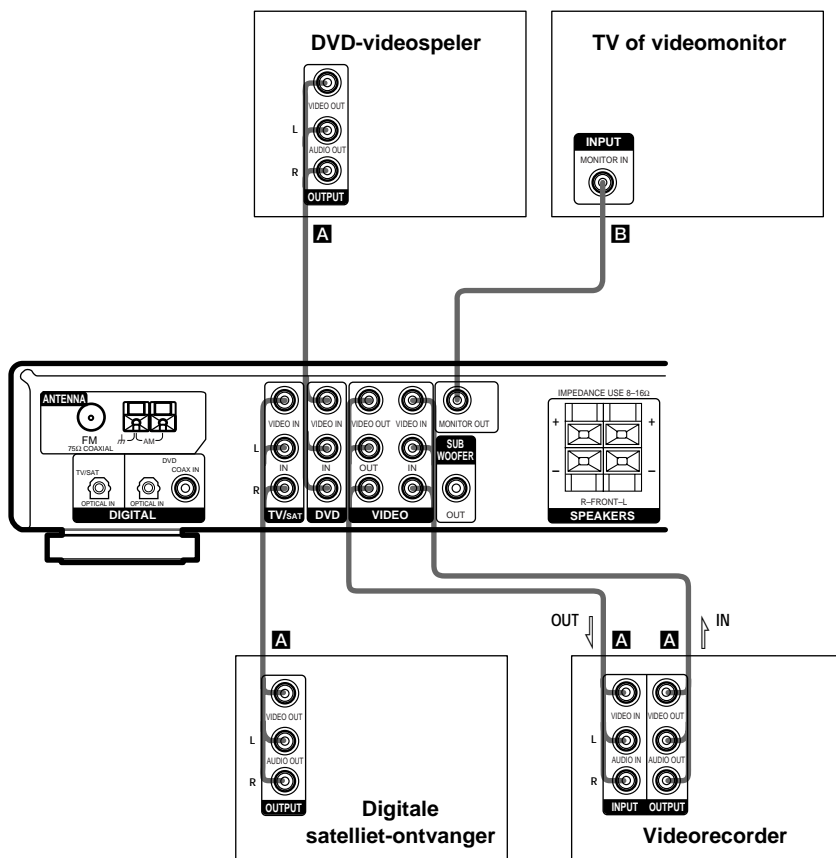 DVD-videospeler
TV of videomonitor
VIDEO OUT
L
AUDIO OUT
R
OUTPUT
INPUT
MONITOR IN
A
B
ANTENNA
FM
75Ω COAXIAL
AM
TV/SAT
OPTICAL IN
DVD
COAX IN
OPTICAL IN
DIGITAL
VIDEO IN
VIDEO IN
VIDEO OUT
VIDEO IN
MONITOR OUT
L
IN
IN
OUT
IN
R
TV/SAT
DVD
VIDEO
SUB
WOOFER
OUT
IMPEDANCE USE 8–16Ω
+
+
–
–
R–FRONT–L
SPEAKERS
OUT
IN
A
A
A
VIDEO OUT
L
AUDIO OUT
R
OUTPUT
Digitale
satelliet-ontvanger
VIDEO IN
VIDEO OUT
L
AUDIO IN
AUDIO OUT
R
INPUT
OUTPUT
Videorecorder